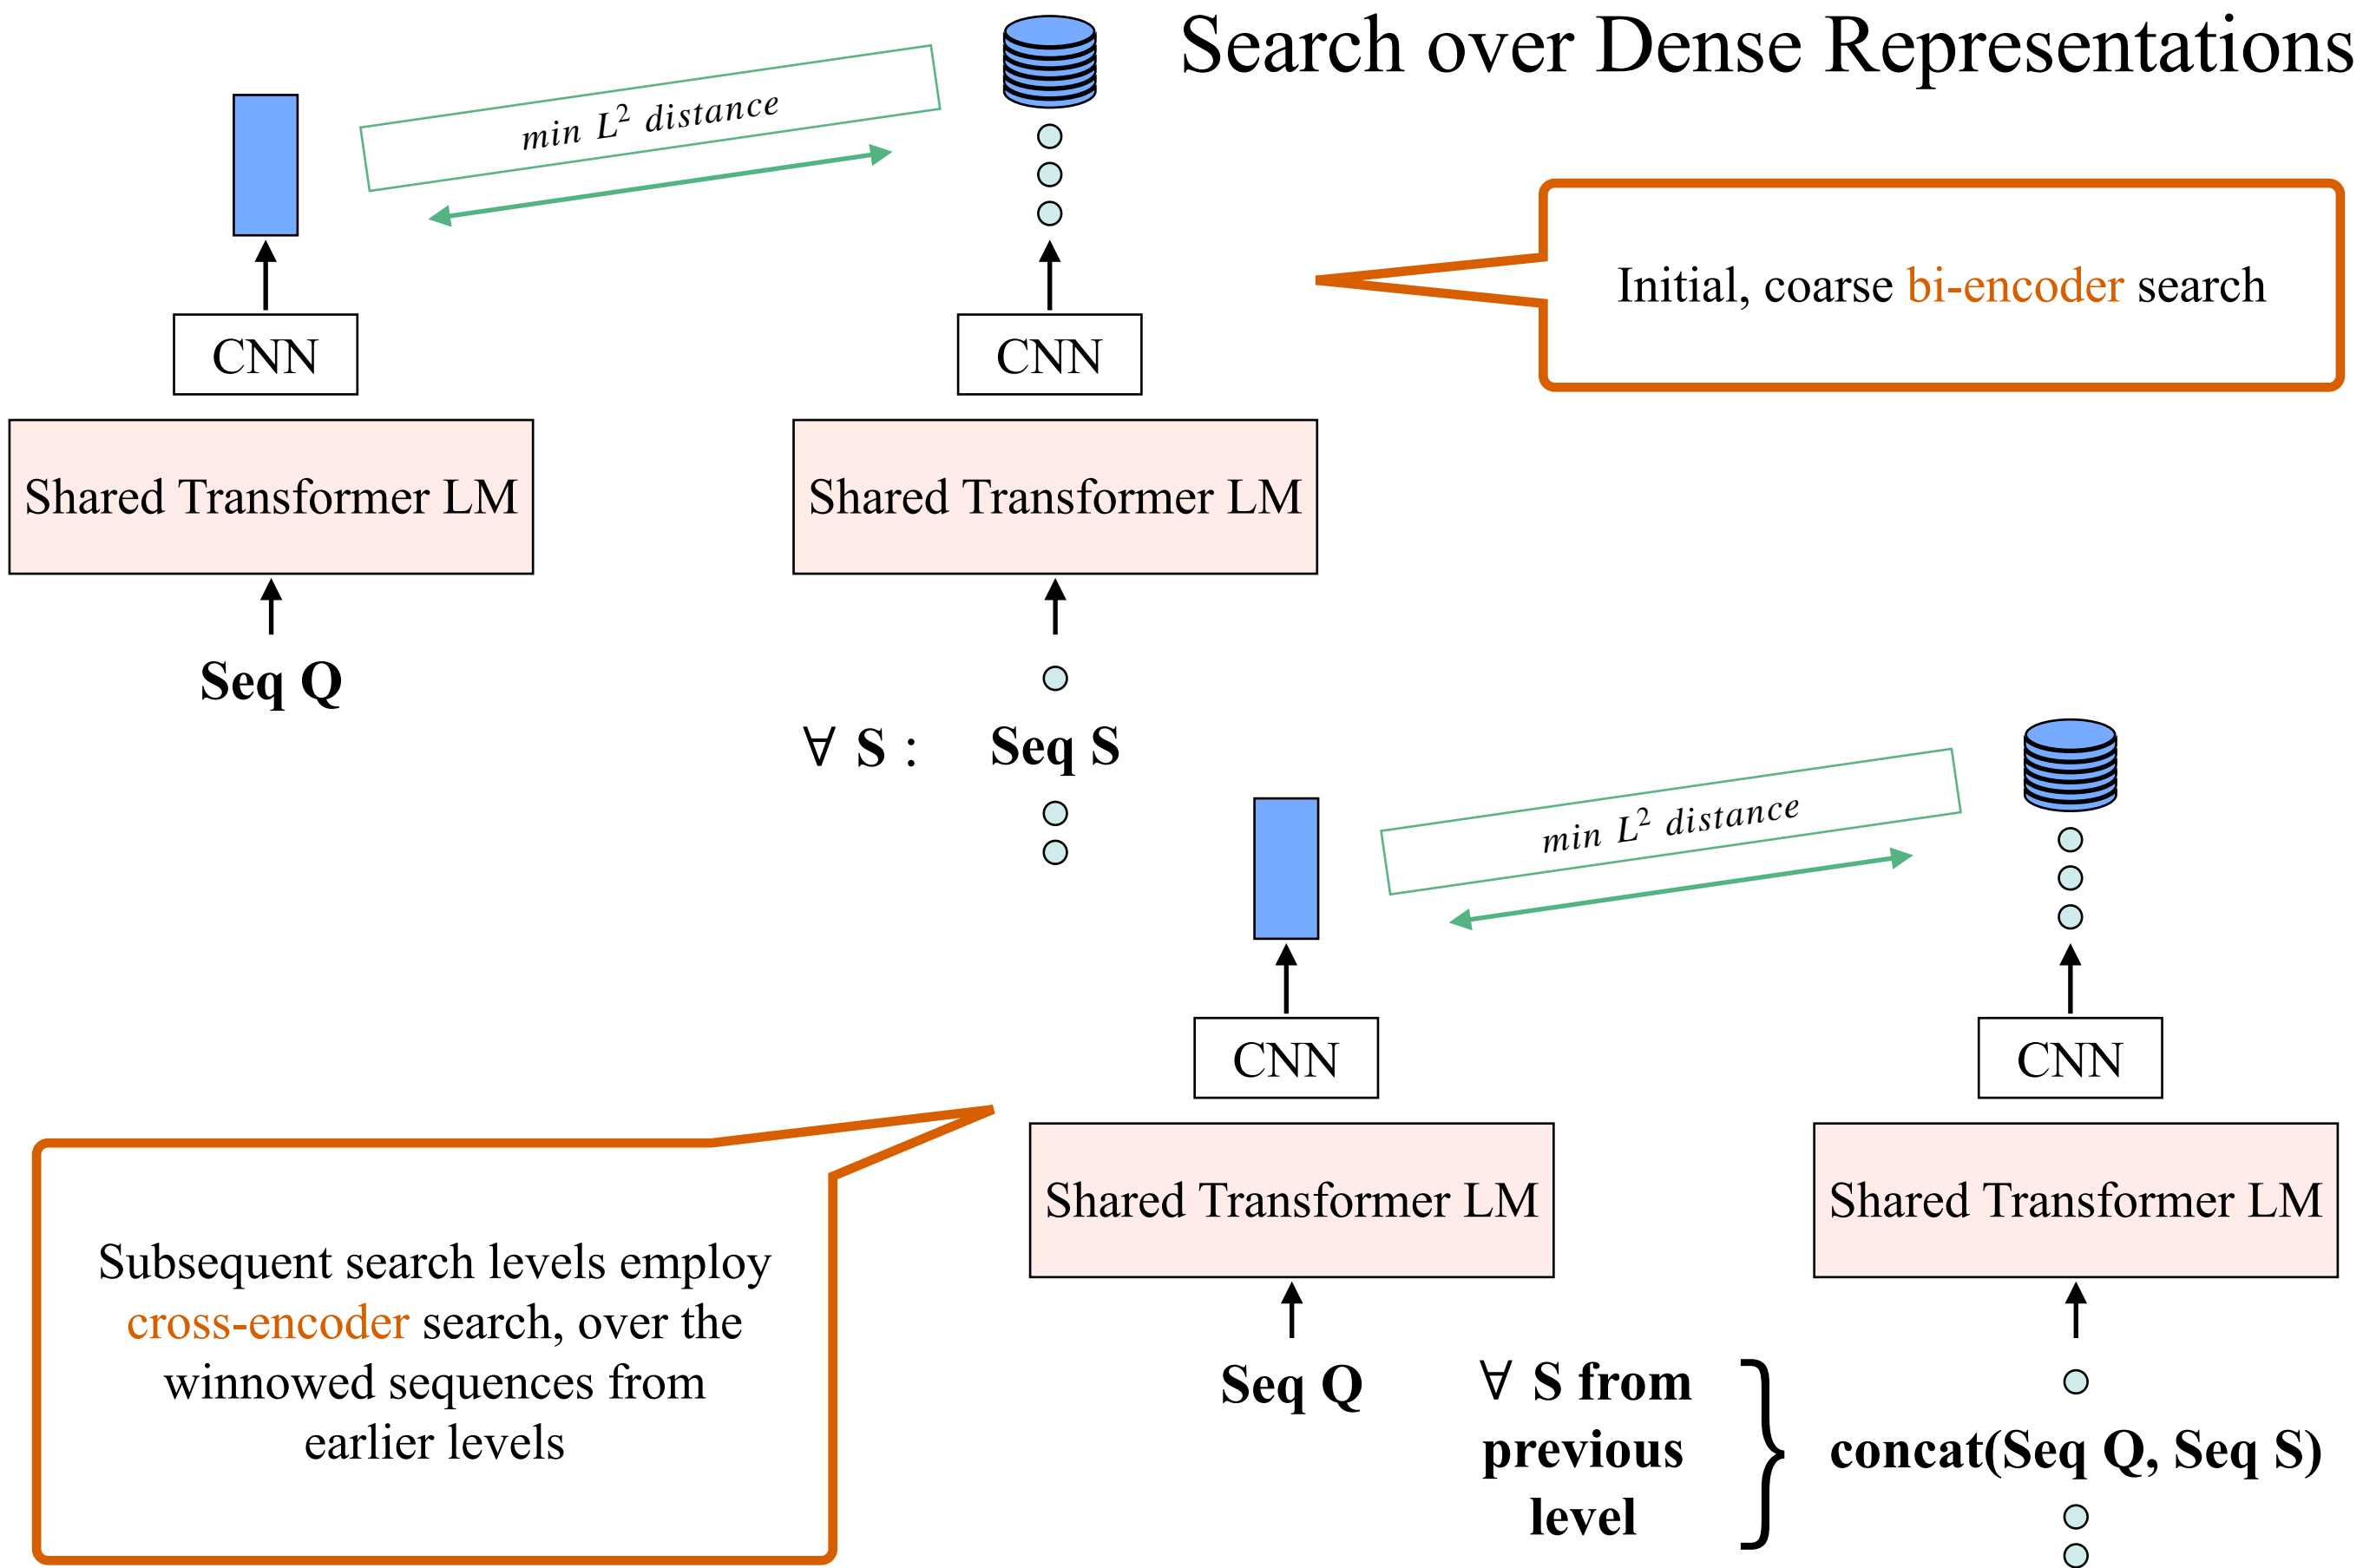 Search over Dense Representations
min L² distance
Initial, coarse bi-encoder search
CNN
CNN
Shared Transformer LM
Shared Transformer LM
Seq Q
∀ S :
Seq S
min L² distance
CNN
CNN
Shared Transformer LM
Shared Transformer LM
Subsequent search levels employ
cross-encoder search, over the
winnowed sequences from
earlier levels
Seq Q
∀ S from
previous
level
}
concat(Seq Q, Seq S)